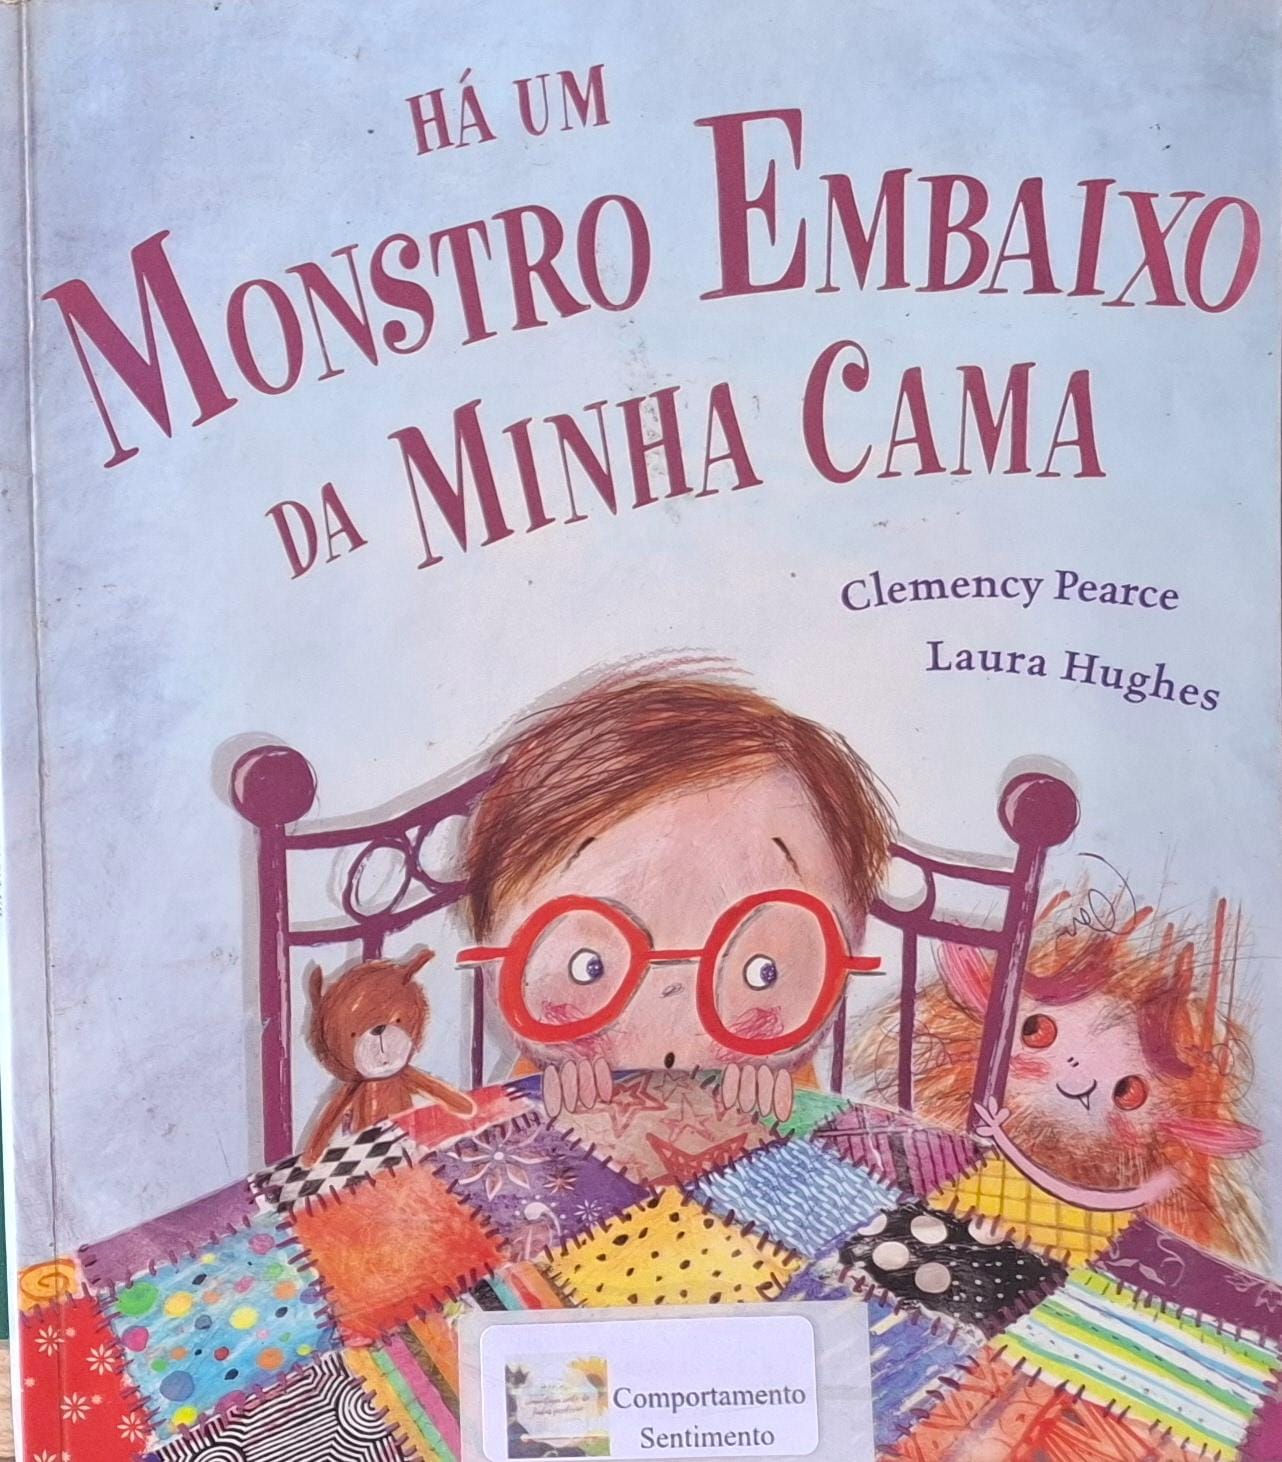 HÁ UM
MONSTRO EMBAIXO
DA MINHA CAMA
Clemency Pearce
Laura Hughes
Comportamento
Sentimento